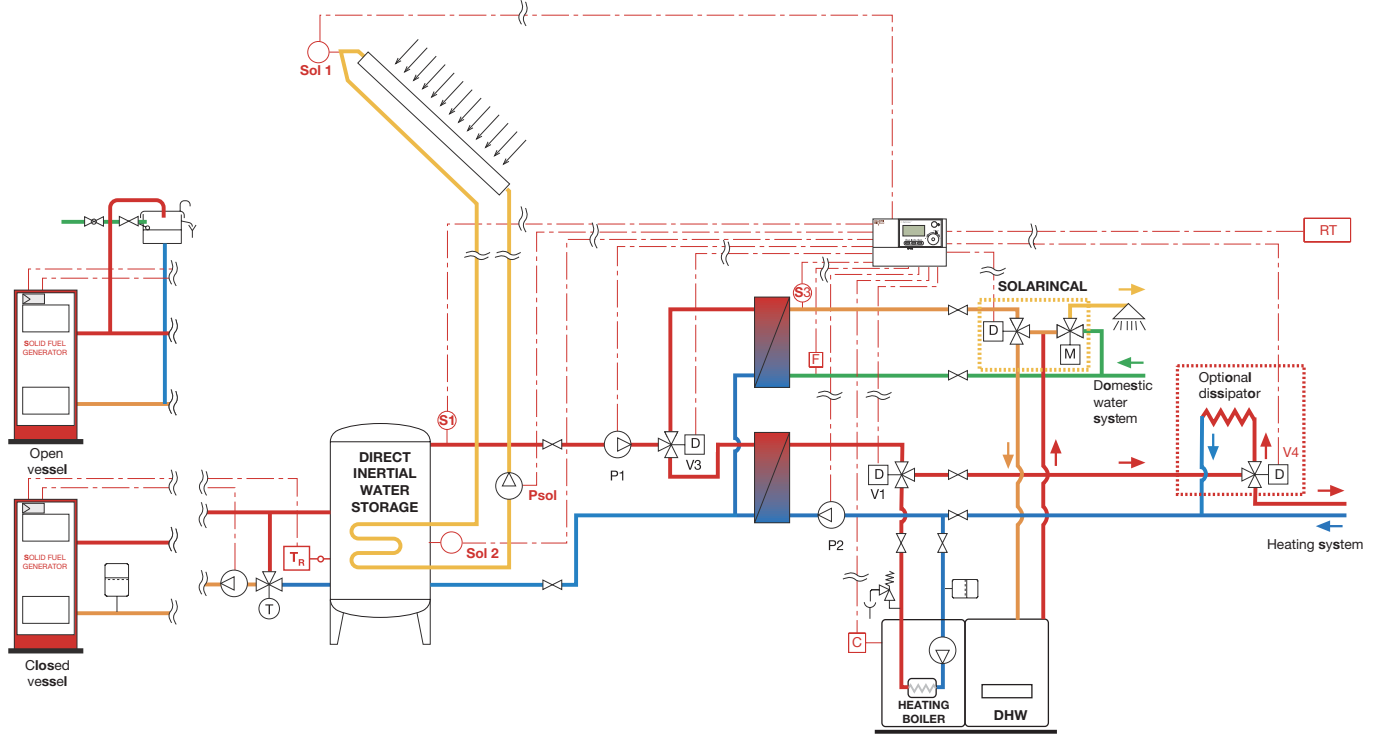 Sol 1
RT
S1
S3
SOLARINCAL
D
M
F
SOLID FUEL
GENERATOR
Open
vessel
Domestic
water
system
Optional
dissipator
V4
D
DIRECT
INERTIAL
WATER
STORAGE
P1
D
V3
D
V1
Psol
P2
Sol 2
Heating system
SOLID FUEL
GENERATOR
TR
T
C
Closed
vessel
HEATING
BOILER
DHW